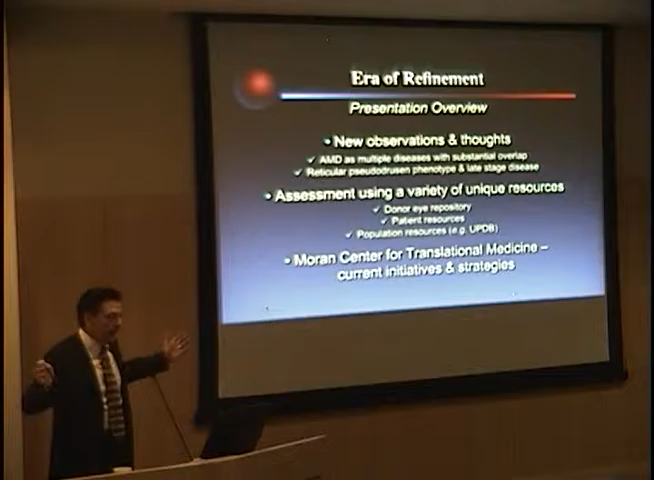 Era of Refinement
Presentation Overview
• New observations & thoughts
✓ AMD as multiple diseases with substantial overlap
✓ Reticular pseudodrusen phenotype & late stage disease
• Assessment using a variety of unique resources
✓ Donor eye repository
✓ Patient resources
✓ Population resources (e.g. UPDB)
• Moran Center for Translational Medicine –
current initiatives & strategies